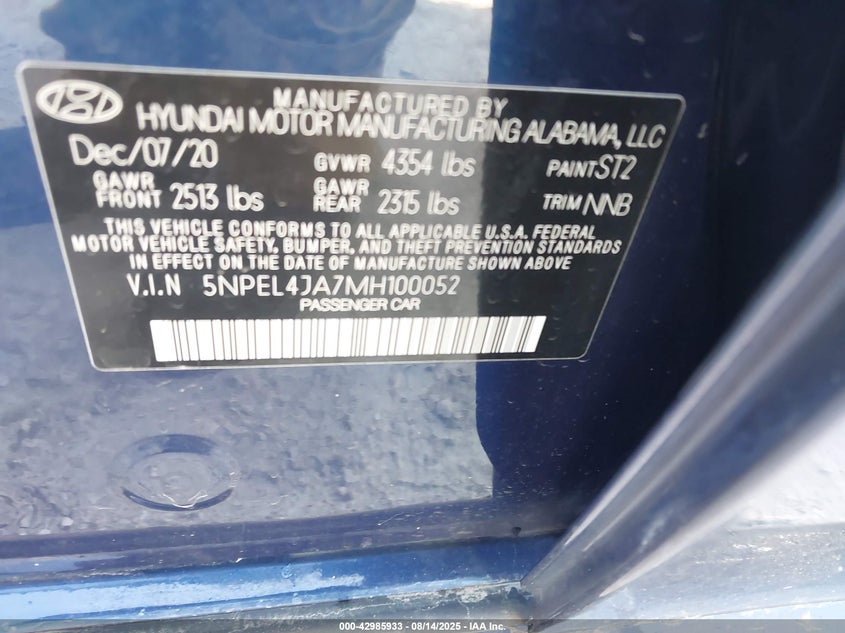 MANUFACTURED BY
HYUNDAI MOTOR MANUFACTURING ALABAMA, LLC
Dec/07/20 GVWR 4354 lbs PAINT ST2
GAWR FRONT 2513 lbs GAWR REAR 2315 lbs TRIM NNB
THIS VEHICLE CONFORMS TO ALL APPLICABLE U.S.A. FEDERAL
MOTOR VEHICLE SAFETY, BUMPER, AND THEFT PREVENTION STANDARDS
IN EFFECT ON THE DATE OF MANUFACTURE SHOWN ABOVE
V.I.N 5NPEL4JA7MH100052
PASSENGER CAR
000-42985933 - 08/14/2025 - IAA Inc.